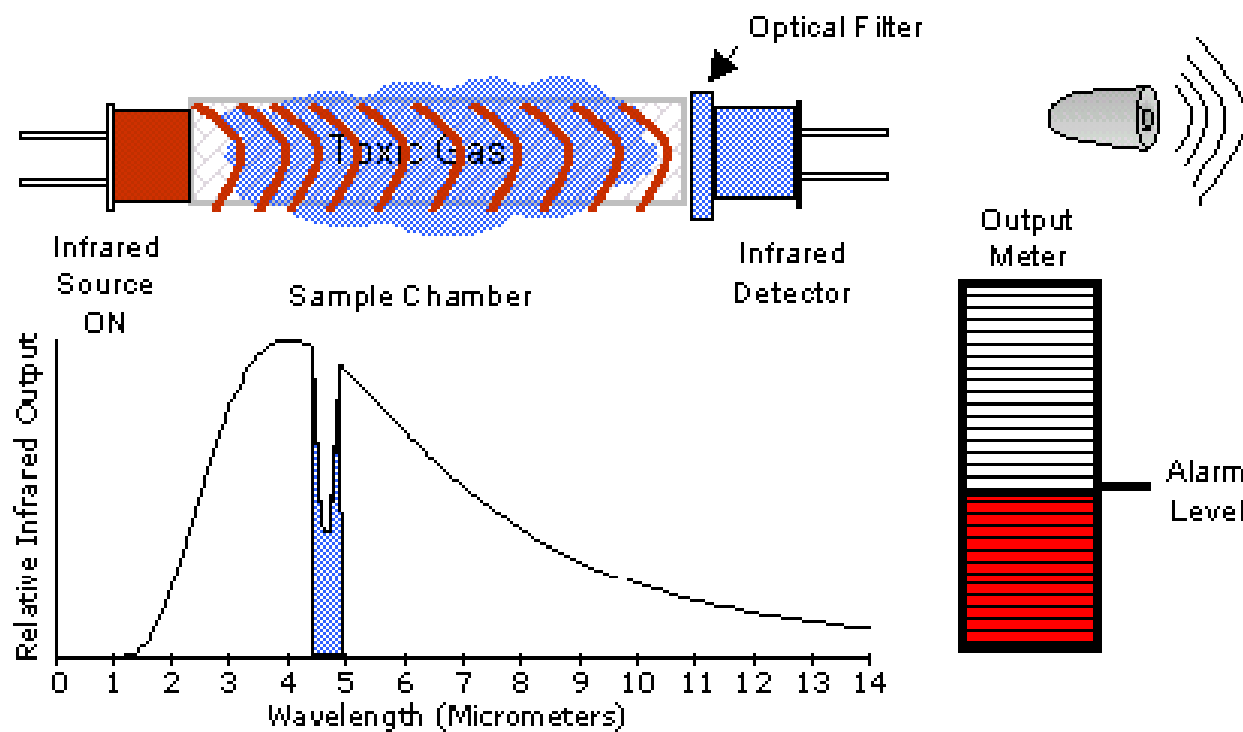 Optical Filter
Toxic Gas
Infrared
Source
ON
Sample Chamber
Infrared
Detector
Output
Meter
Alarm
Level
Relative Infrared Output
0 1 2 3 4 5 6 7 8 9 10 11 12 13 14
Wavelength (Micrometers)